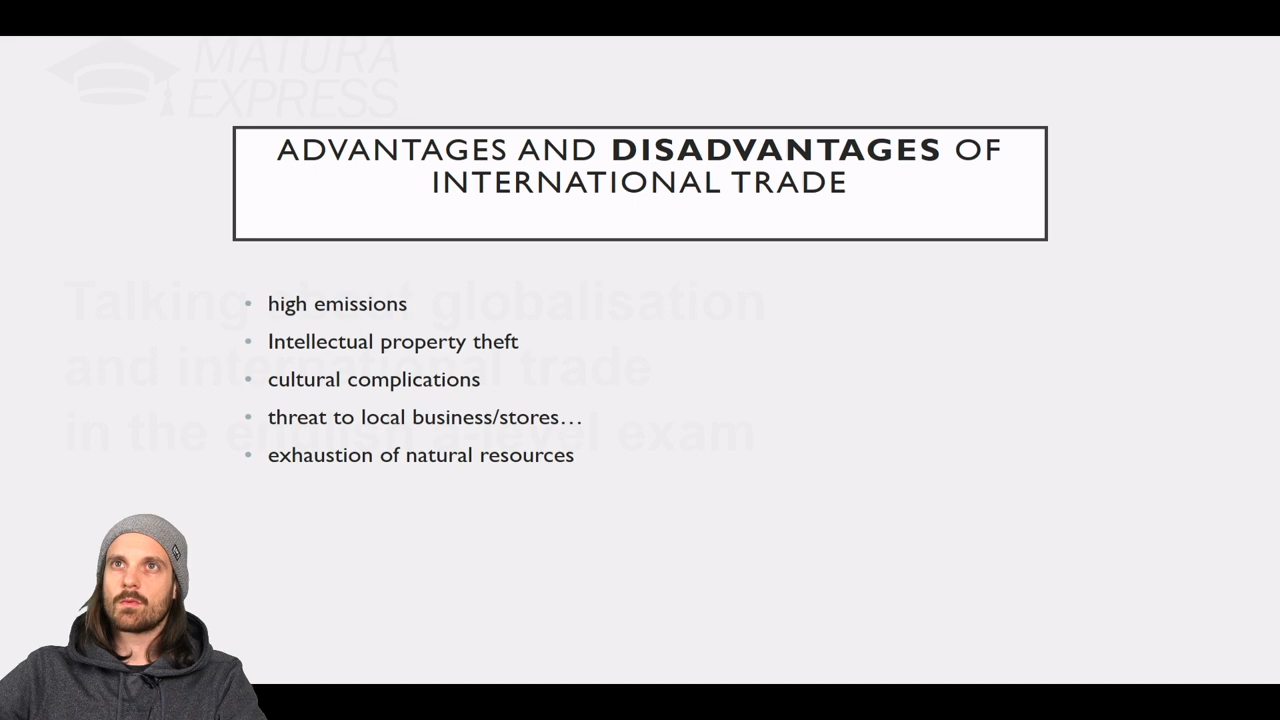 MATURA
EXPRESS
ADVANTAGES AND DISADVANTAGES OF
INTERNATIONAL TRADE
Talking about globalisation
and international trade
in the english a-level exam
• high emissions
• Intellectual property theft
• cultural complications
• threat to local business/stores…
• exhaustion of natural resources